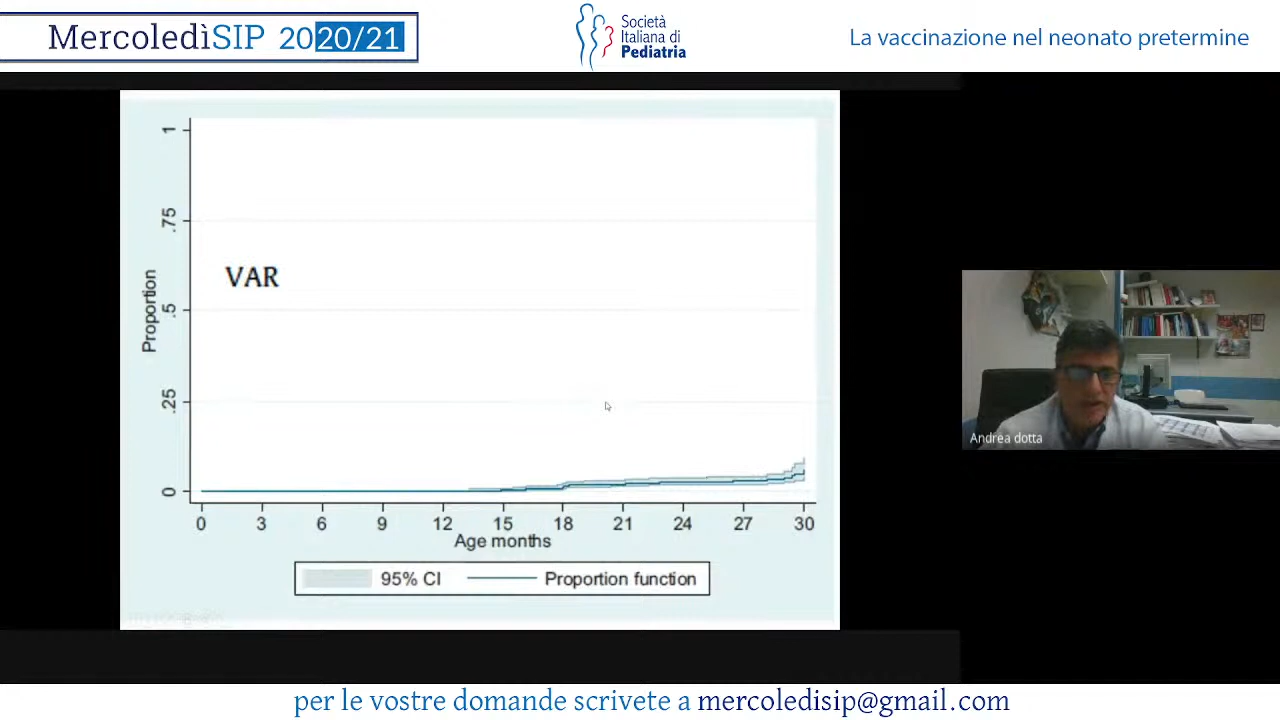 MercoledìSIP 2020/21
Società
Italiana di
Pediatria
La vaccinazione nel neonato pretermine
1
.75
.5
.25
0
Proportion
VAR
0 3 6 9 12 15 18 21 24 27 30
Age months
95% CI Proportion function
Andrea dotta
per le vostre domande scrivete a mercoledisip@gmail.com